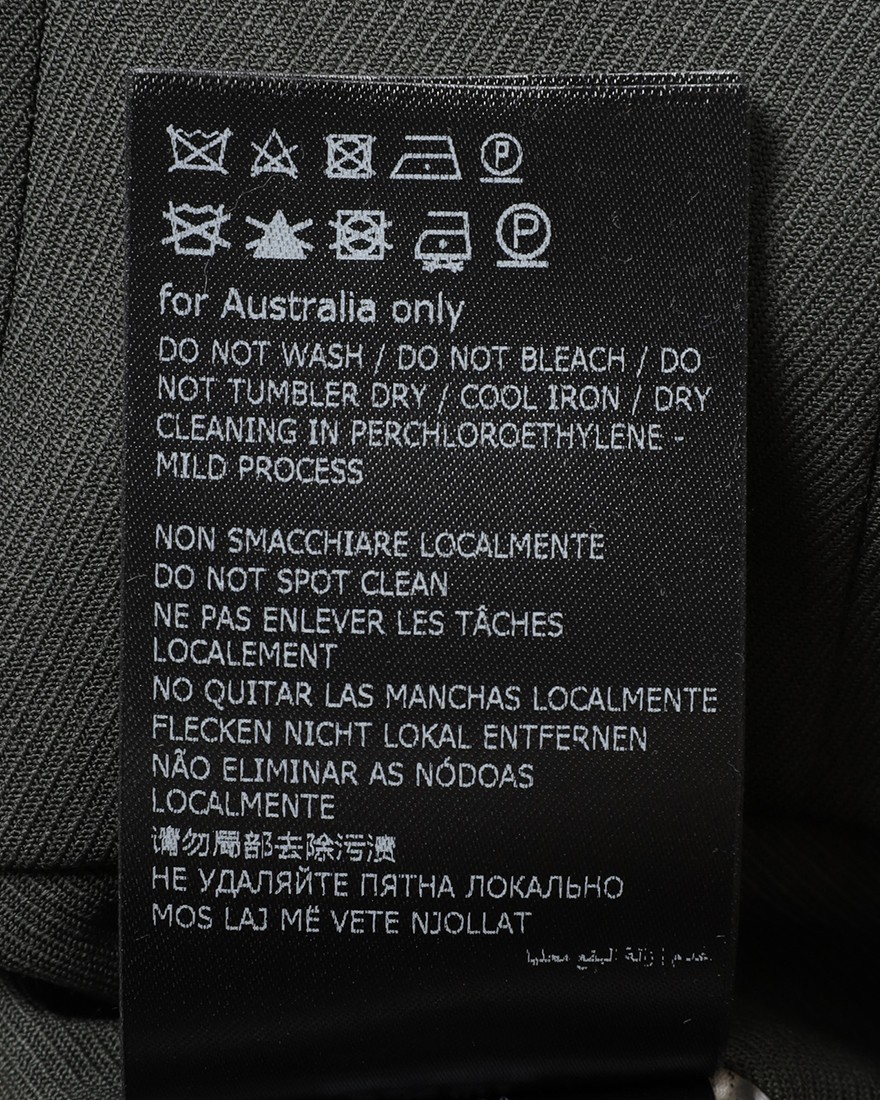 P
P
for Australia only
DO NOT WASH / DO NOT BLEACH / DO
NOT TUMBLER DRY / COOL IRON / DRY
CLEANING IN PERCHLOROETHYLENE -
MILD PROCESS
NON SMACCHIARE LOCALMENTE
DO NOT SPOT CLEAN
NE PAS ENLEVER LES TÂCHES
LOCALEMENT
NO QUITAR LAS MANCHAS LOCALMENTE
FLECKEN NICHT LOKAL ENTFERNEN
NÃO ELIMINAR AS NÓDOAS
LOCALMENTE
请勿局部去除污渍
НЕ УДАЛЯЙТЕ ПЯТНА ЛОКАЛЬНО
MOS LAJ MË VETE NJOLLAT